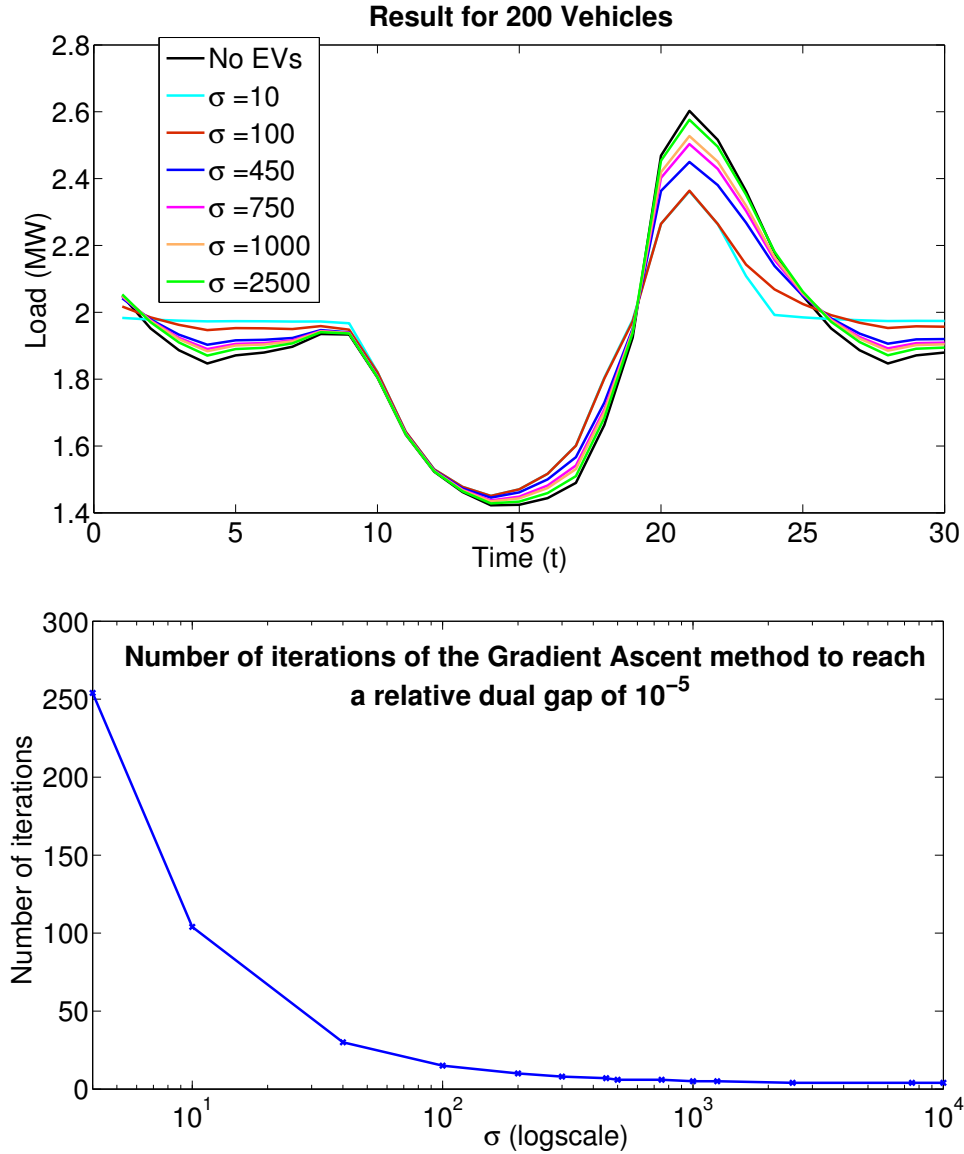 Result for 200 Vehicles
2.8
2.6
2.4
2.2
2
1.8
1.6
1.4
Load (MW)
No EVs
σ =10
σ =100
σ =450
σ =750
σ =1000
σ =2500
0 5 10 15 20 25 30
Time (t)
300
250
200
150
100
50
0
Number of iterations
Number of iterations of the Gradient Ascent method to reach
a relative dual gap of 10⁻⁵
10¹ 10² 10³ 10⁴
σ (logscale)